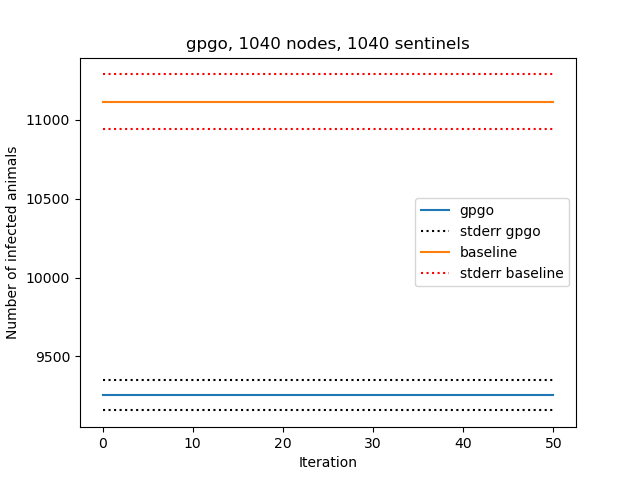 gpgo, 1040 nodes, 1040 sentinels
Number of infected animals
11000
10500
10000
9500
gpgo
stderr gpgo
baseline
stderr baseline
0
10
20
30
40
50
Iteration